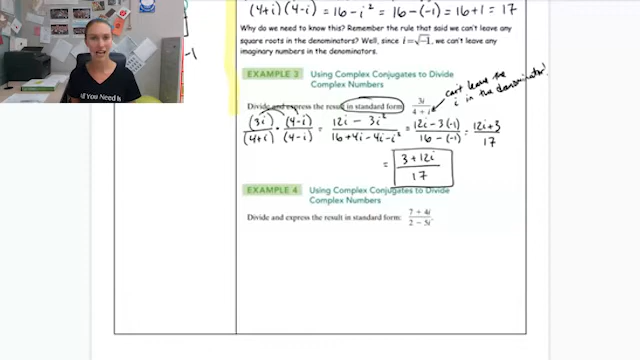 (4+i)(4-i) = 16 - i² = 16 - (-1) = 16+1 = 17
Why do we need to know this? Remember the rule that said we can't leave any
square roots in the denominators? Well, since i = √-1, we can't leave any
imaginary numbers in the denominators.
EXAMPLE 3 Using Complex Conjugates to Divide
Complex Numbers
can't leave the
i in the denominator!
Divide and express the result in standard form: 3i / 4 + i
(3i)/(4+i) · (4-i)/(4-i) = 12i - 3i² / 16+4i-4i-i² = 12i-3(-1) / 16-(-1) = 12i+3 / 17
= 3+12i / 17
EXAMPLE 4 Using Complex Conjugates to Divide
Complex Numbers
Divide and express the result in standard form: 7 + 4i / 2 - 5i.
-1
if You Need Is